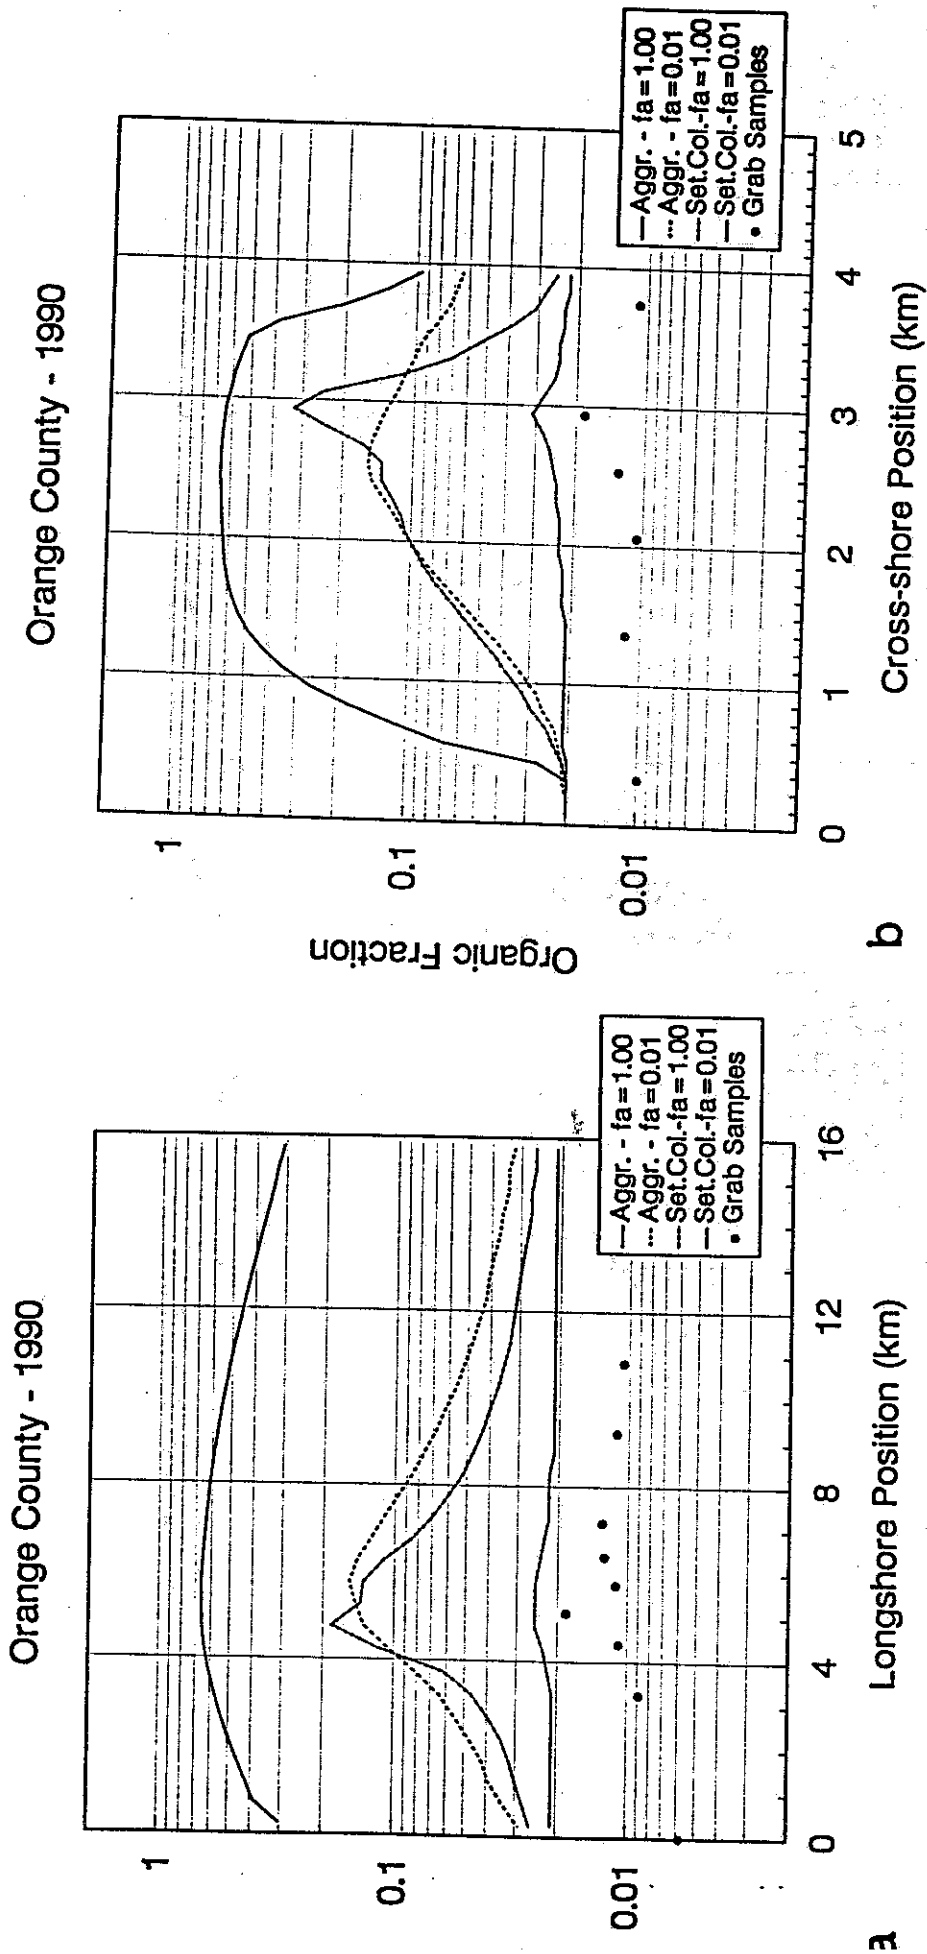 Orange County - 1990
1
0.1
0.01
0
4
8
12
16
Longshore Position (km)
Aggr. - fa=1.00
Aggr. - fa=0.01
Set.Col.-fa=1.00
Set.Col.-fa=0.01
Grab Samples
a
Orange County - 1990
Organic Fraction
1
0.1
0.01
0
1
2
3
4
5
Cross-shore Position (km)
Aggr. - fa=1.00
Aggr. - fa=0.01
Set.Col.-fa=1.00
Set.Col.-fa=0.01
Grab Samples
b